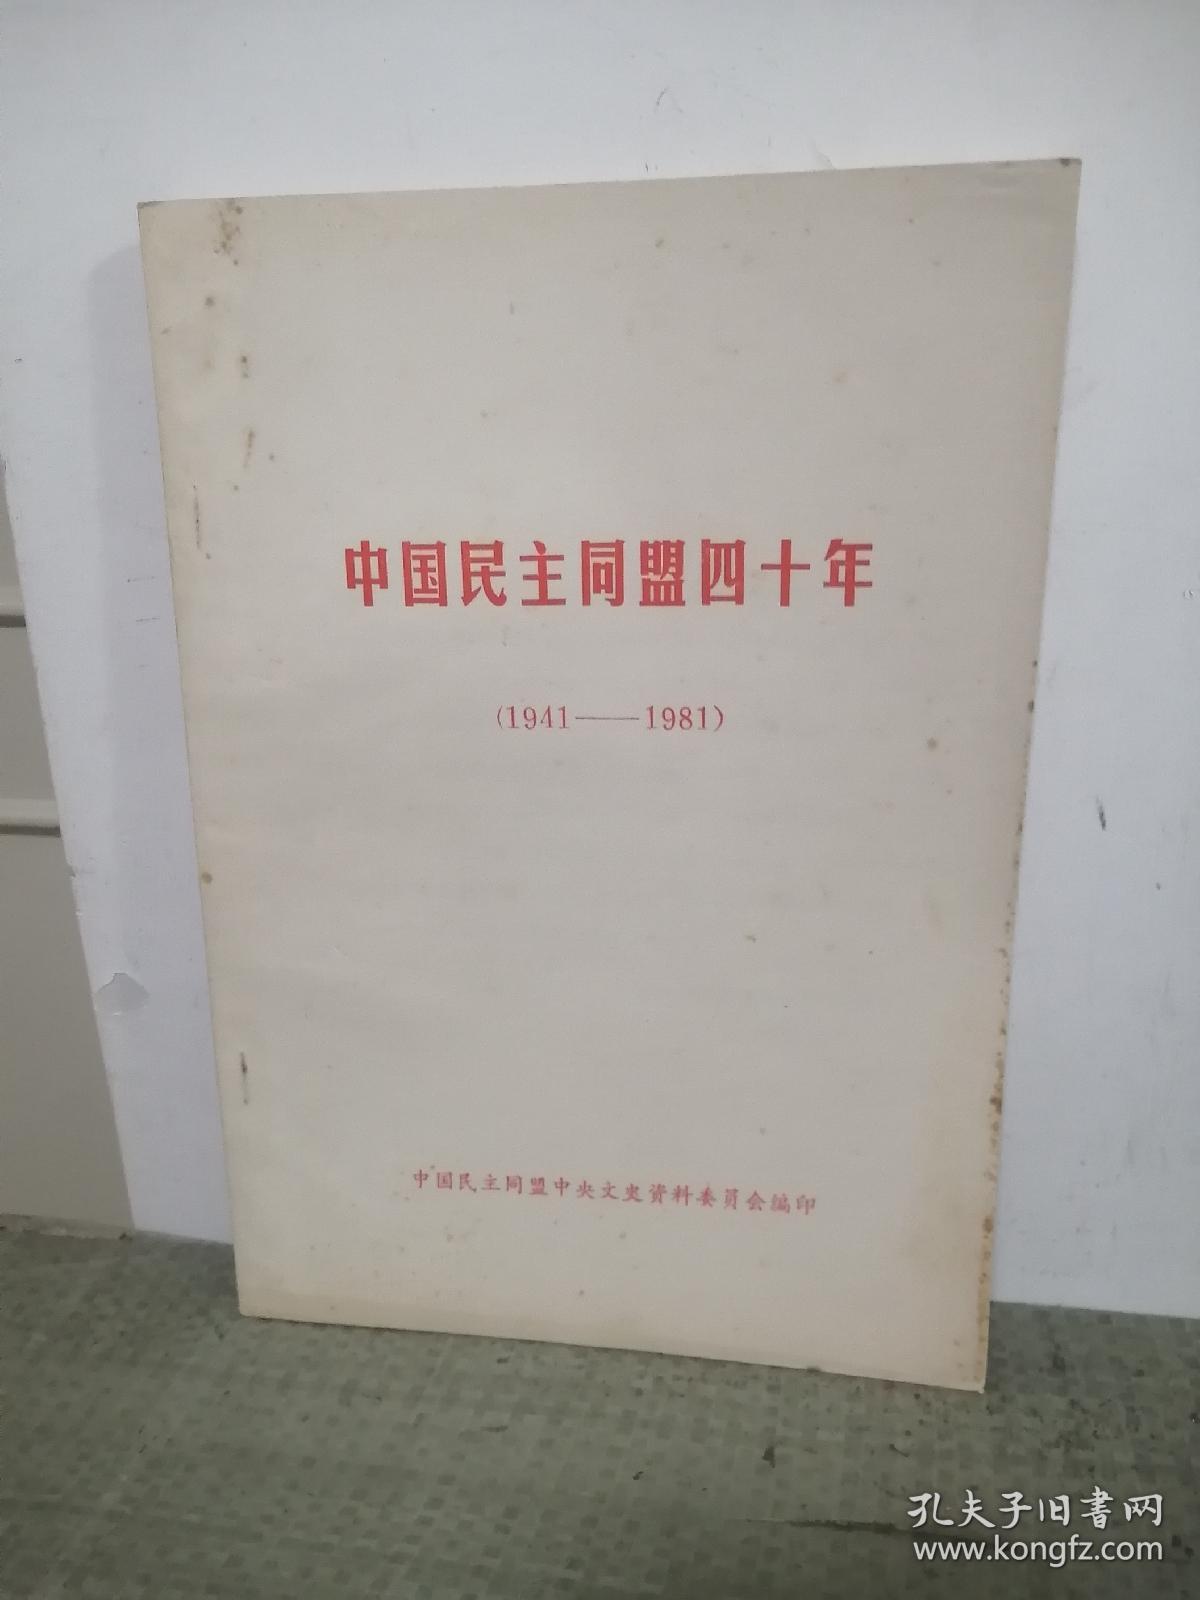 中国民主同盟四十年
(1941——1981)
中国民主同盟中央文史资料委员会编印
孔夫子旧书网
www.kongfz.com